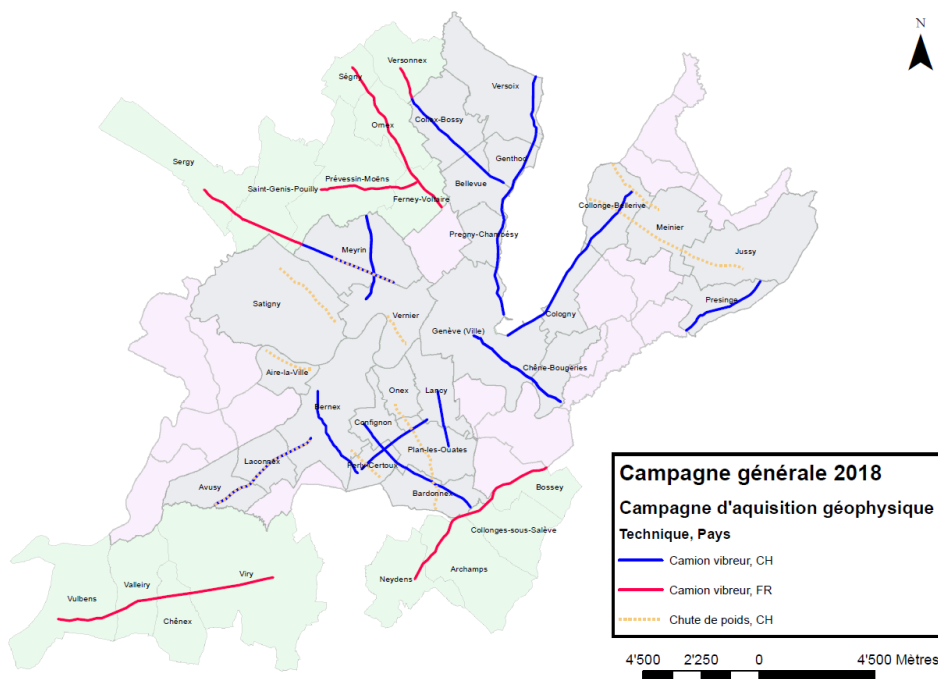 N
Versonnex
Ségny
Versoix
Ornex
Collex-Bossy
Genthod
Sergy
Prévessin-Moëns
Saint-Genis-Pouilly
Bellevue
Ferney-Voltaire
Collonge-Bellerive
Meinier
Pregny-Chambésy
Meyrin
Jussy
Satigny
Presinge
Vernier
Cologny
Genève (Ville)
Aire-la-Ville
Chêne-Bougeries
Onex
Lancy
Bernex
Confignon
Plan-les-Ouates
Laconnex
Perly-Certoux
Avusy
Bardonnex
Bossey
Collonges-sous-Salève
Archamps
Neydens
Viry
Valleiry
Vulbens
Chênex
Campagne générale 2018
Campagne d'aquisition géophysique
Technique, Pays
Camion vibreur, CH
Camion vibreur, FR
Chute de poids, CH
4'500 2'250 0 4'500 Mètres